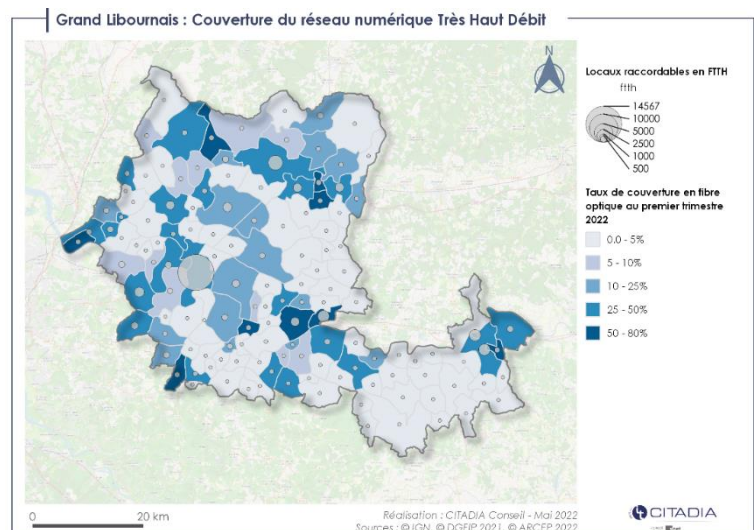 Grand Libournais : Couverture du réseau numérique Très Haut Débit
N
Locaux raccordables en FTTH
ftth
14567
10000
5000
2500
1000
500
Taux de couverture en fibre
optique au premier trimestre
2022
0.0 - 5%
5 - 10%
10 - 25%
25 - 50%
50 - 80%
0
20 km
Réalisation : CITADIA Conseil - Mai 2022
Sources : © IGN, © DGFIP 2021, © ARCEP 2022
CITADIA